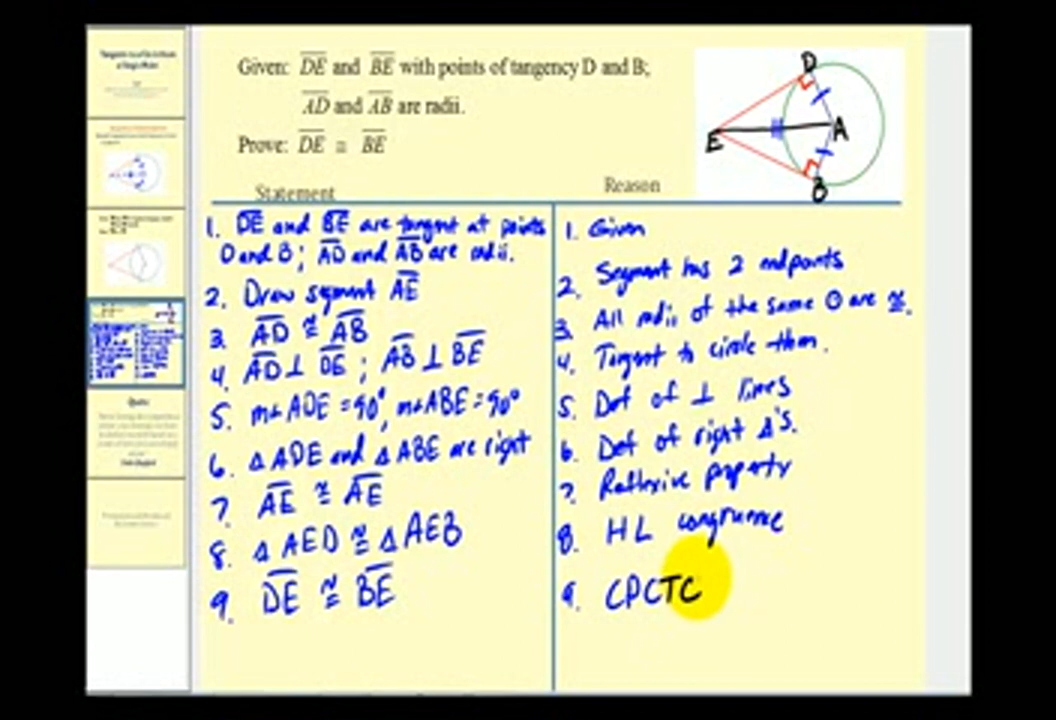 Given: DE and BE with points of tangency D and B;
AD and AB are radii.
Prove: DE ≅ BE
D
E
A
B
Statement
Reason
1. DE and BE are tangent at points
D and B; AD and AB are radii.
1. Given
2. Draw segment AE
2. Segment has 2 endpoints
3. AD ≅ AB
3. All radii of the same ⊙ are ≅.
4. AD ⊥ DE ; AB ⊥ BE
4. Tangent to circle thm.
5. m∠ADE = 90°, m∠ABE = 90°
5. Def of ⊥ lines
6. △ADE and △ABE are right
6. Def of right △'s.
7. AE ≅ AE
7. Reflexive property
8. △AED ≅ △AEB
8. HL congruence
9. DE ≅ BE
9. CPCTC